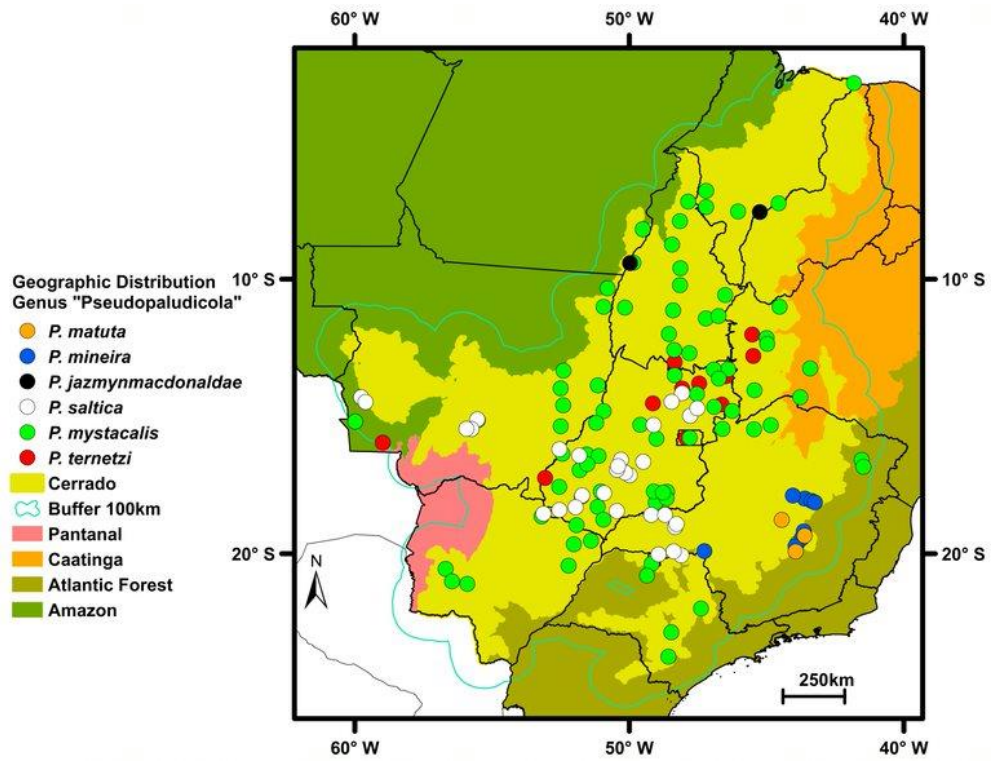 60° W 50° W 40° W
Geographic Distribution
Genus "Pseudopaludicola"
P. matuta
P. mineira
P. jazmynmacdonaldae
P. saltica
P. mystacalis
P. ternetzi
Cerrado
Buffer 100km
Pantanal
Caatinga
Atlantic Forest
Amazon
10° S 10° S
20° S 20° S
N
250km
60° W 50° W 40° W